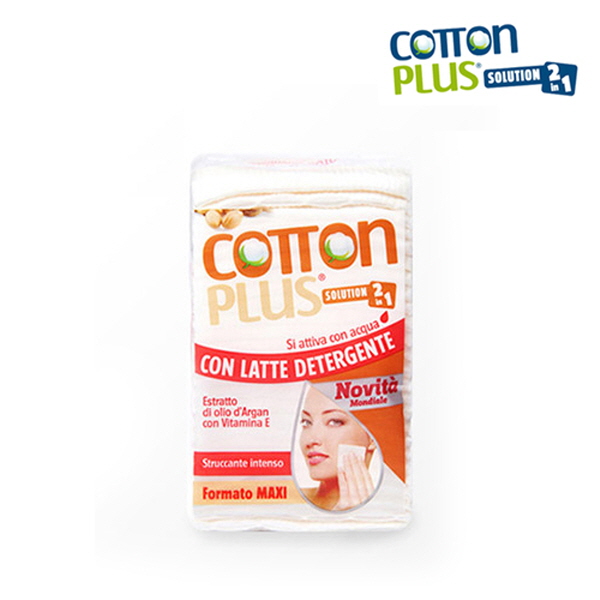 COTTON
PLUS® SOLUTION 2 in 1
COTTON
PLUS® SOLUTION 2 in 1
Si attiva con acqua
CON LATTE DETERGENTE
Novità
Mondiale
Estratto
di olio d'Argan
con Vitamina E
Struccante intenso
Formato MAXI